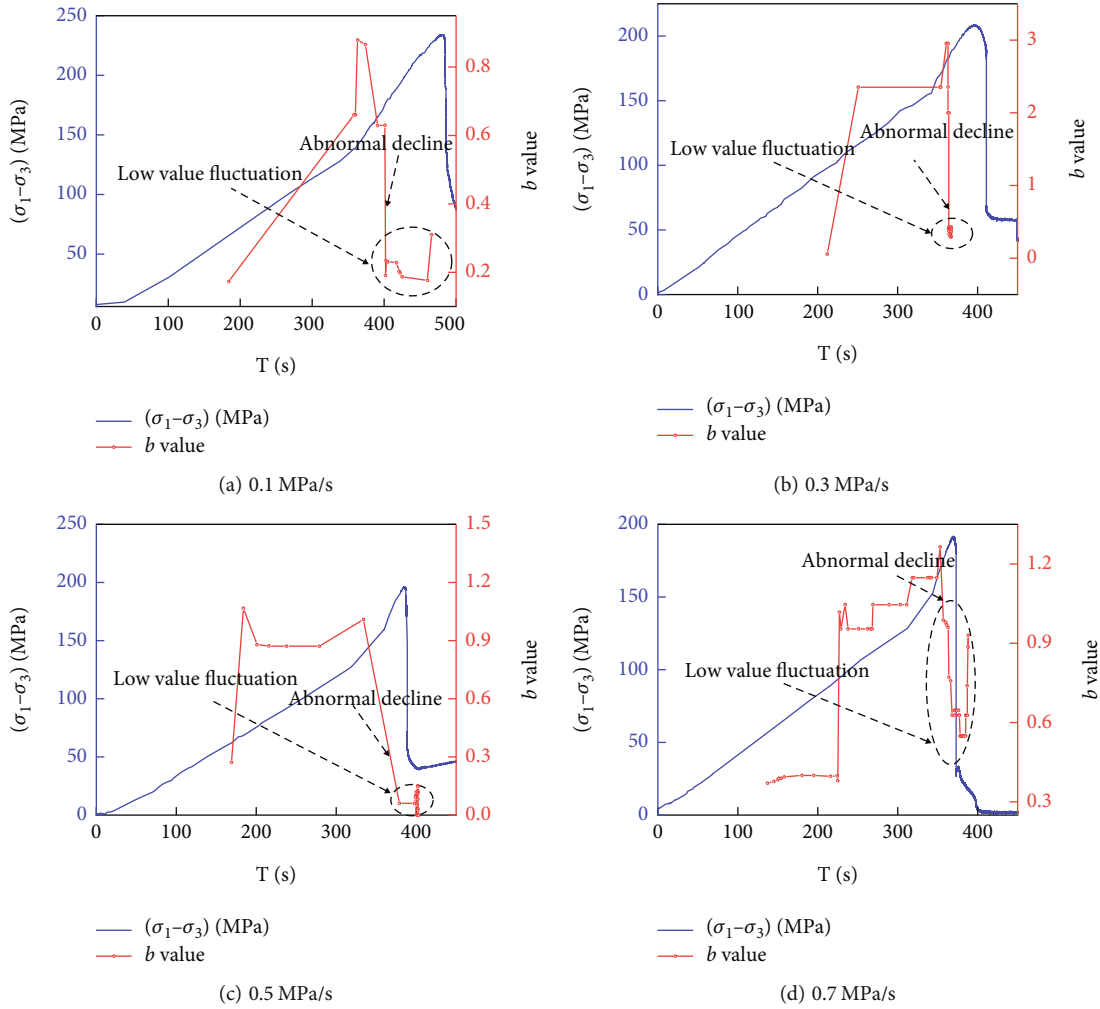 250
200
150
100
50
0.8
0.6
0.4
0.2
(σ₁–σ₃) (MPa)
b value
Abnormal decline
Low value fluctuation
0 100 200 300 400 500
T (s)
(σ₁–σ₃) (MPa)
b value
(a) 0.1 MPa/s
200
150
100
50
0
3
2
1
0
(σ₁–σ₃) (MPa)
b value
Abnormal decline
Low value fluctuation
0 100 200 300 400
T (s)
(σ₁–σ₃) (MPa)
b value
(b) 0.3 MPa/s
250
200
150
100
50
0
1.5
1.2
0.9
0.6
0.3
0.0
(σ₁–σ₃) (MPa)
b value
Low value fluctuation
Abnormal decline
0 100 200 300 400
T (s)
(σ₁–σ₃) (MPa)
b value
(c) 0.5 MPa/s
200
150
100
50
0
1.2
0.9
0.6
0.3
(σ₁–σ₃) (MPa)
b value
Abnormal decline
Low value fluctuation
0 100 200 300 400
T (s)
(σ₁–σ₃) (MPa)
b value
(d) 0.7 MPa/s